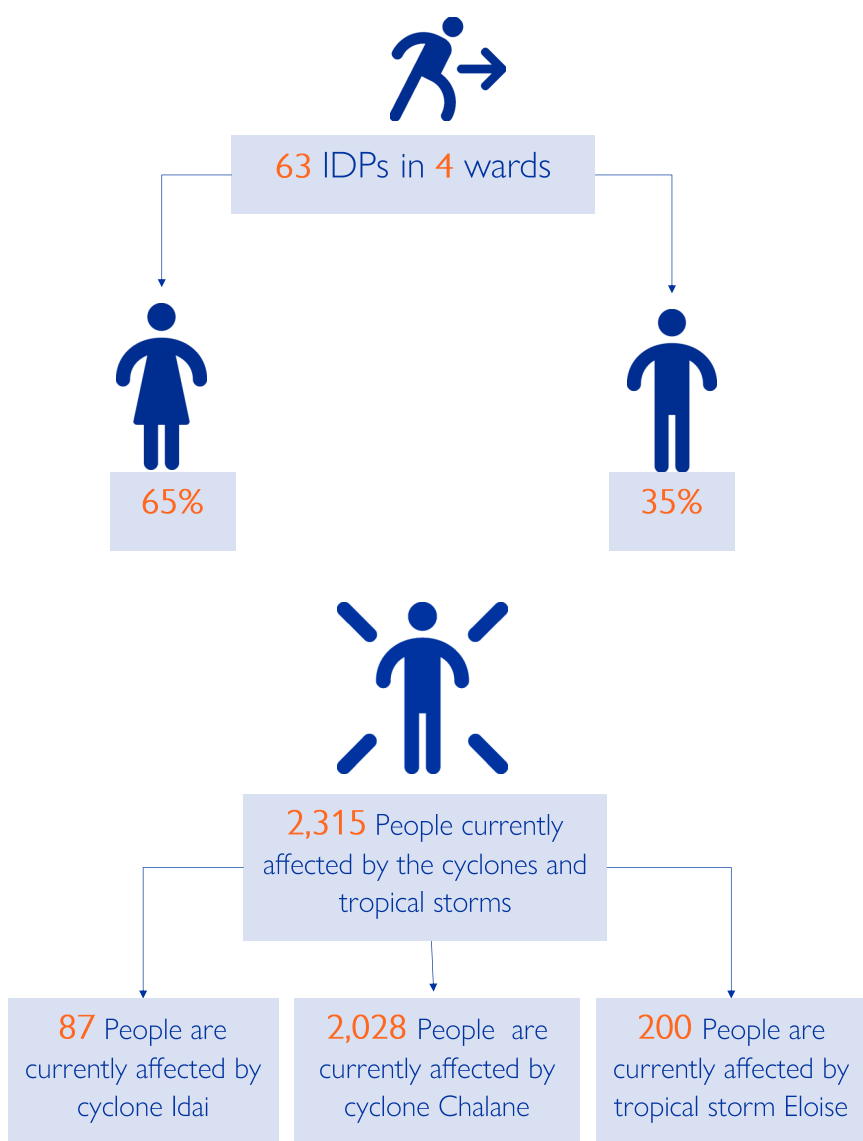 63 IDPs in 4 wards
65%
35%
2,315 People currently
affected by the cyclones and
tropical storms
87 People are
currently affected by
cyclone Idai
2,028 People are
currently affected by
cyclone Chalane
200 People are
currently affected by
tropical storm Eloise